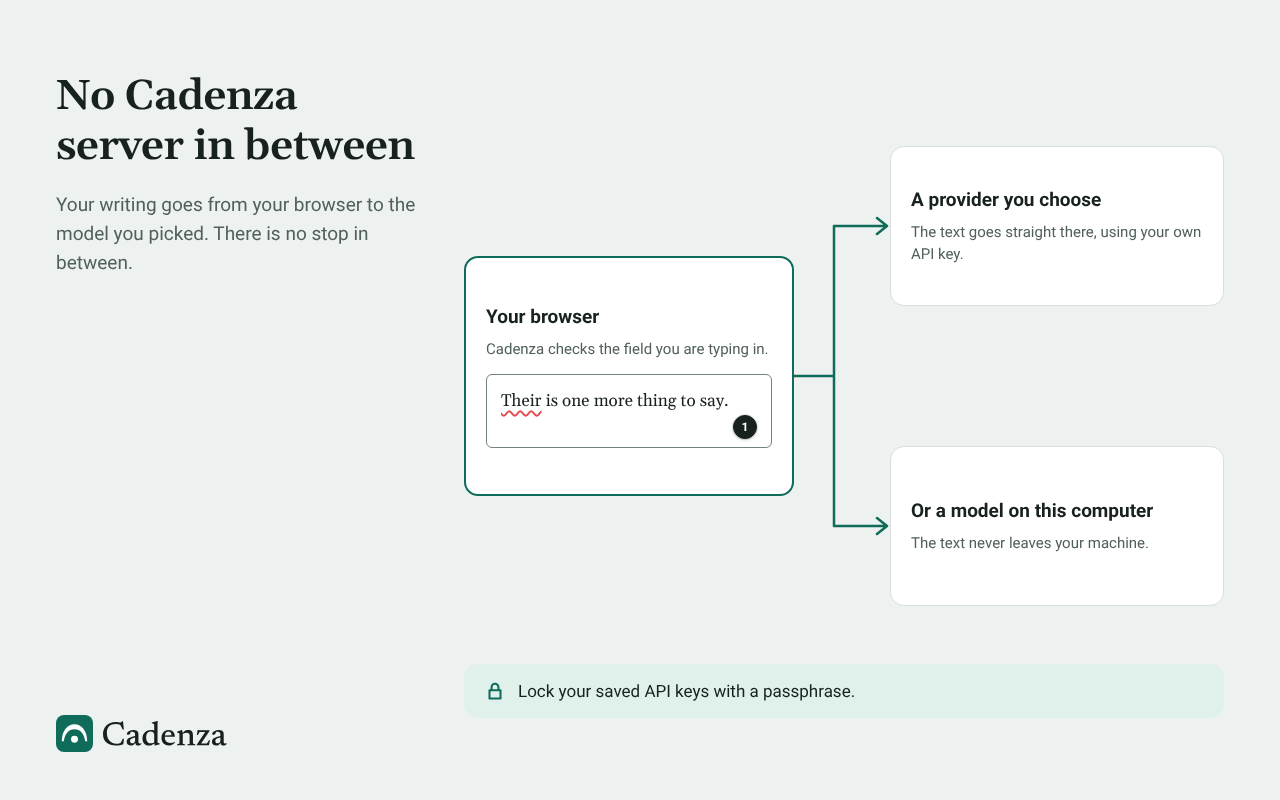 No Cadenza
server in between
Your writing goes from your browser to the
model you picked. There is no stop in
between.
Your browser
Cadenza checks the field you are typing in.
Their is one more thing to say.
1
A provider you choose
The text goes straight there, using your own
API key.
Or a model on this computer
The text never leaves your machine.
Lock your saved API keys with a passphrase.
Cadenza